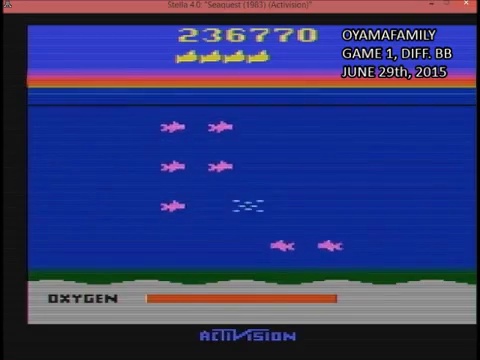 Stella 4.0: "Seaquest (1983) (Activision)"
236770
OYAMAFAMILY
GAME 1, DIFF. BB
JUNE 29th, 2015
OXYGEN
ACTIVISION